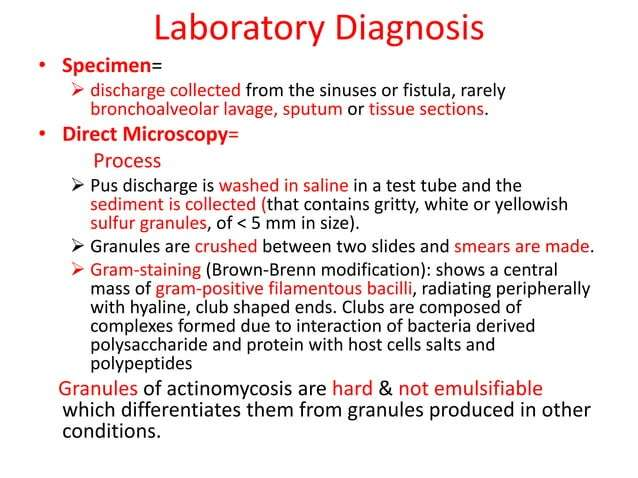 Laboratory Diagnosis
• Specimen=
➢ discharge collected from the sinuses or fistula, rarely
bronchoalveolar lavage, sputum or tissue sections.
• Direct Microscopy=
Process
➢ Pus discharge is washed in saline in a test tube and the
sediment is collected (that contains gritty, white or yellowish
sulfur granules, of < 5 mm in size).
➢ Granules are crushed between two slides and smears are made.
➢ Gram-staining (Brown-Brenn modification): shows a central
mass of gram-positive filamentous bacilli, radiating peripherally
with hyaline, club shaped ends. Clubs are composed of
complexes formed due to interaction of bacteria derived
polysaccharide and protein with host cells salts and
polypeptides
Granules of actinomycosis are hard & not emulsifiable
which differentiates them from granules produced in other
conditions.